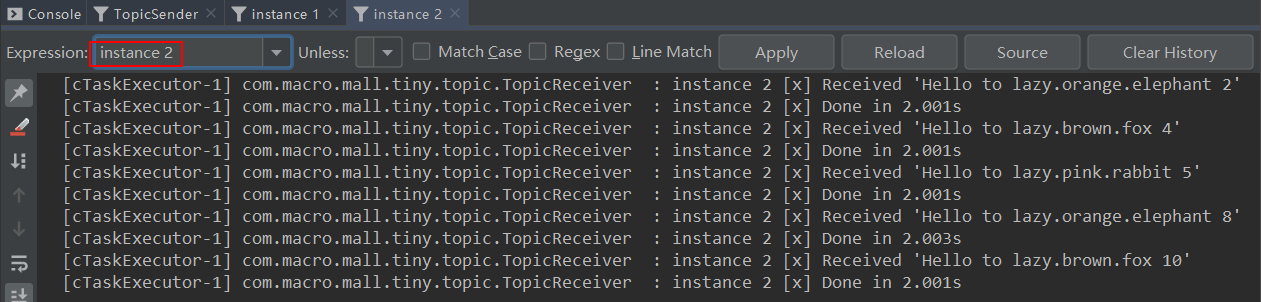 Console TopicSender instance 1 instance 2
Expression: instance 2 Unless: Match Case Regex Line Match Apply Reload Source Clear History
[cTaskExecutor-1] com.macro.mall.tiny.topic.TopicReceiver : instance 2 [x] Received 'Hello to lazy.orange.elephant 2'
[cTaskExecutor-1] com.macro.mall.tiny.topic.TopicReceiver : instance 2 [x] Done in 2.001s
[cTaskExecutor-1] com.macro.mall.tiny.topic.TopicReceiver : instance 2 [x] Received 'Hello to lazy.brown.fox 4'
[cTaskExecutor-1] com.macro.mall.tiny.topic.TopicReceiver : instance 2 [x] Done in 2.001s
[cTaskExecutor-1] com.macro.mall.tiny.topic.TopicReceiver : instance 2 [x] Received 'Hello to lazy.pink.rabbit 5'
[cTaskExecutor-1] com.macro.mall.tiny.topic.TopicReceiver : instance 2 [x] Done in 2.001s
[cTaskExecutor-1] com.macro.mall.tiny.topic.TopicReceiver : instance 2 [x] Received 'Hello to lazy.orange.elephant 8'
[cTaskExecutor-1] com.macro.mall.tiny.topic.TopicReceiver : instance 2 [x] Done in 2.003s
[cTaskExecutor-1] com.macro.mall.tiny.topic.TopicReceiver : instance 2 [x] Received 'Hello to lazy.brown.fox 10'
[cTaskExecutor-1] com.macro.mall.tiny.topic.TopicReceiver : instance 2 [x] Done in 2.001s